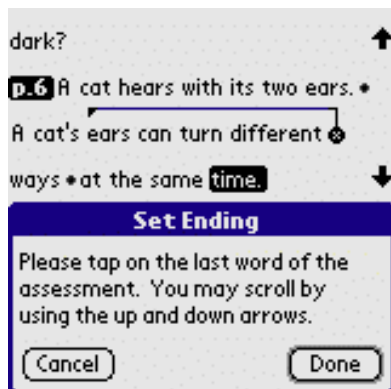 dark?
p.6 A cat hears with its two ears. •
A cat's ears can turn different
ways • at the same time.
Set Ending
Please tap on the last word of the
assessment. You may scroll by
using the up and down arrows.
Cancel Done